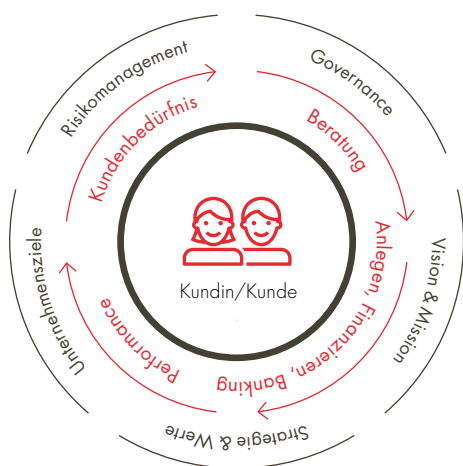 Risikomanagement
Governance
Vision & Mission
Strategie & Werte
Unternehmensziele
Kundenbedürfnis
Beratung
Anlegen, Finanzieren, Banking
Performance
Kundin/Kunde